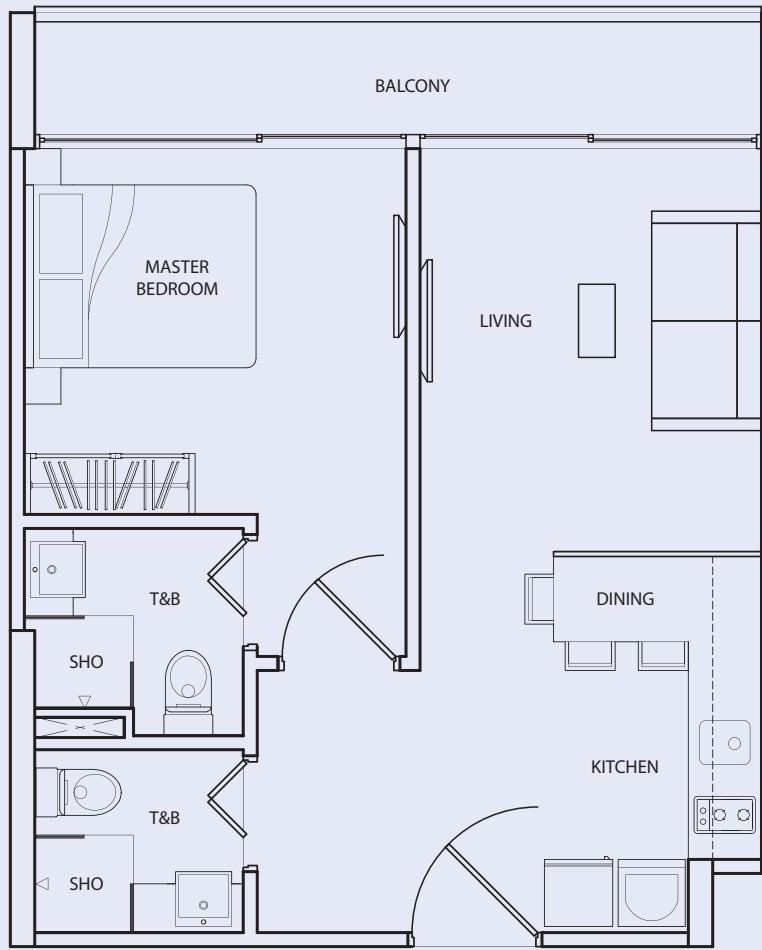 BALCONY
MASTER
BEDROOM
LIVING
T&B
DINING
SHO
KITCHEN
T&B
SHO